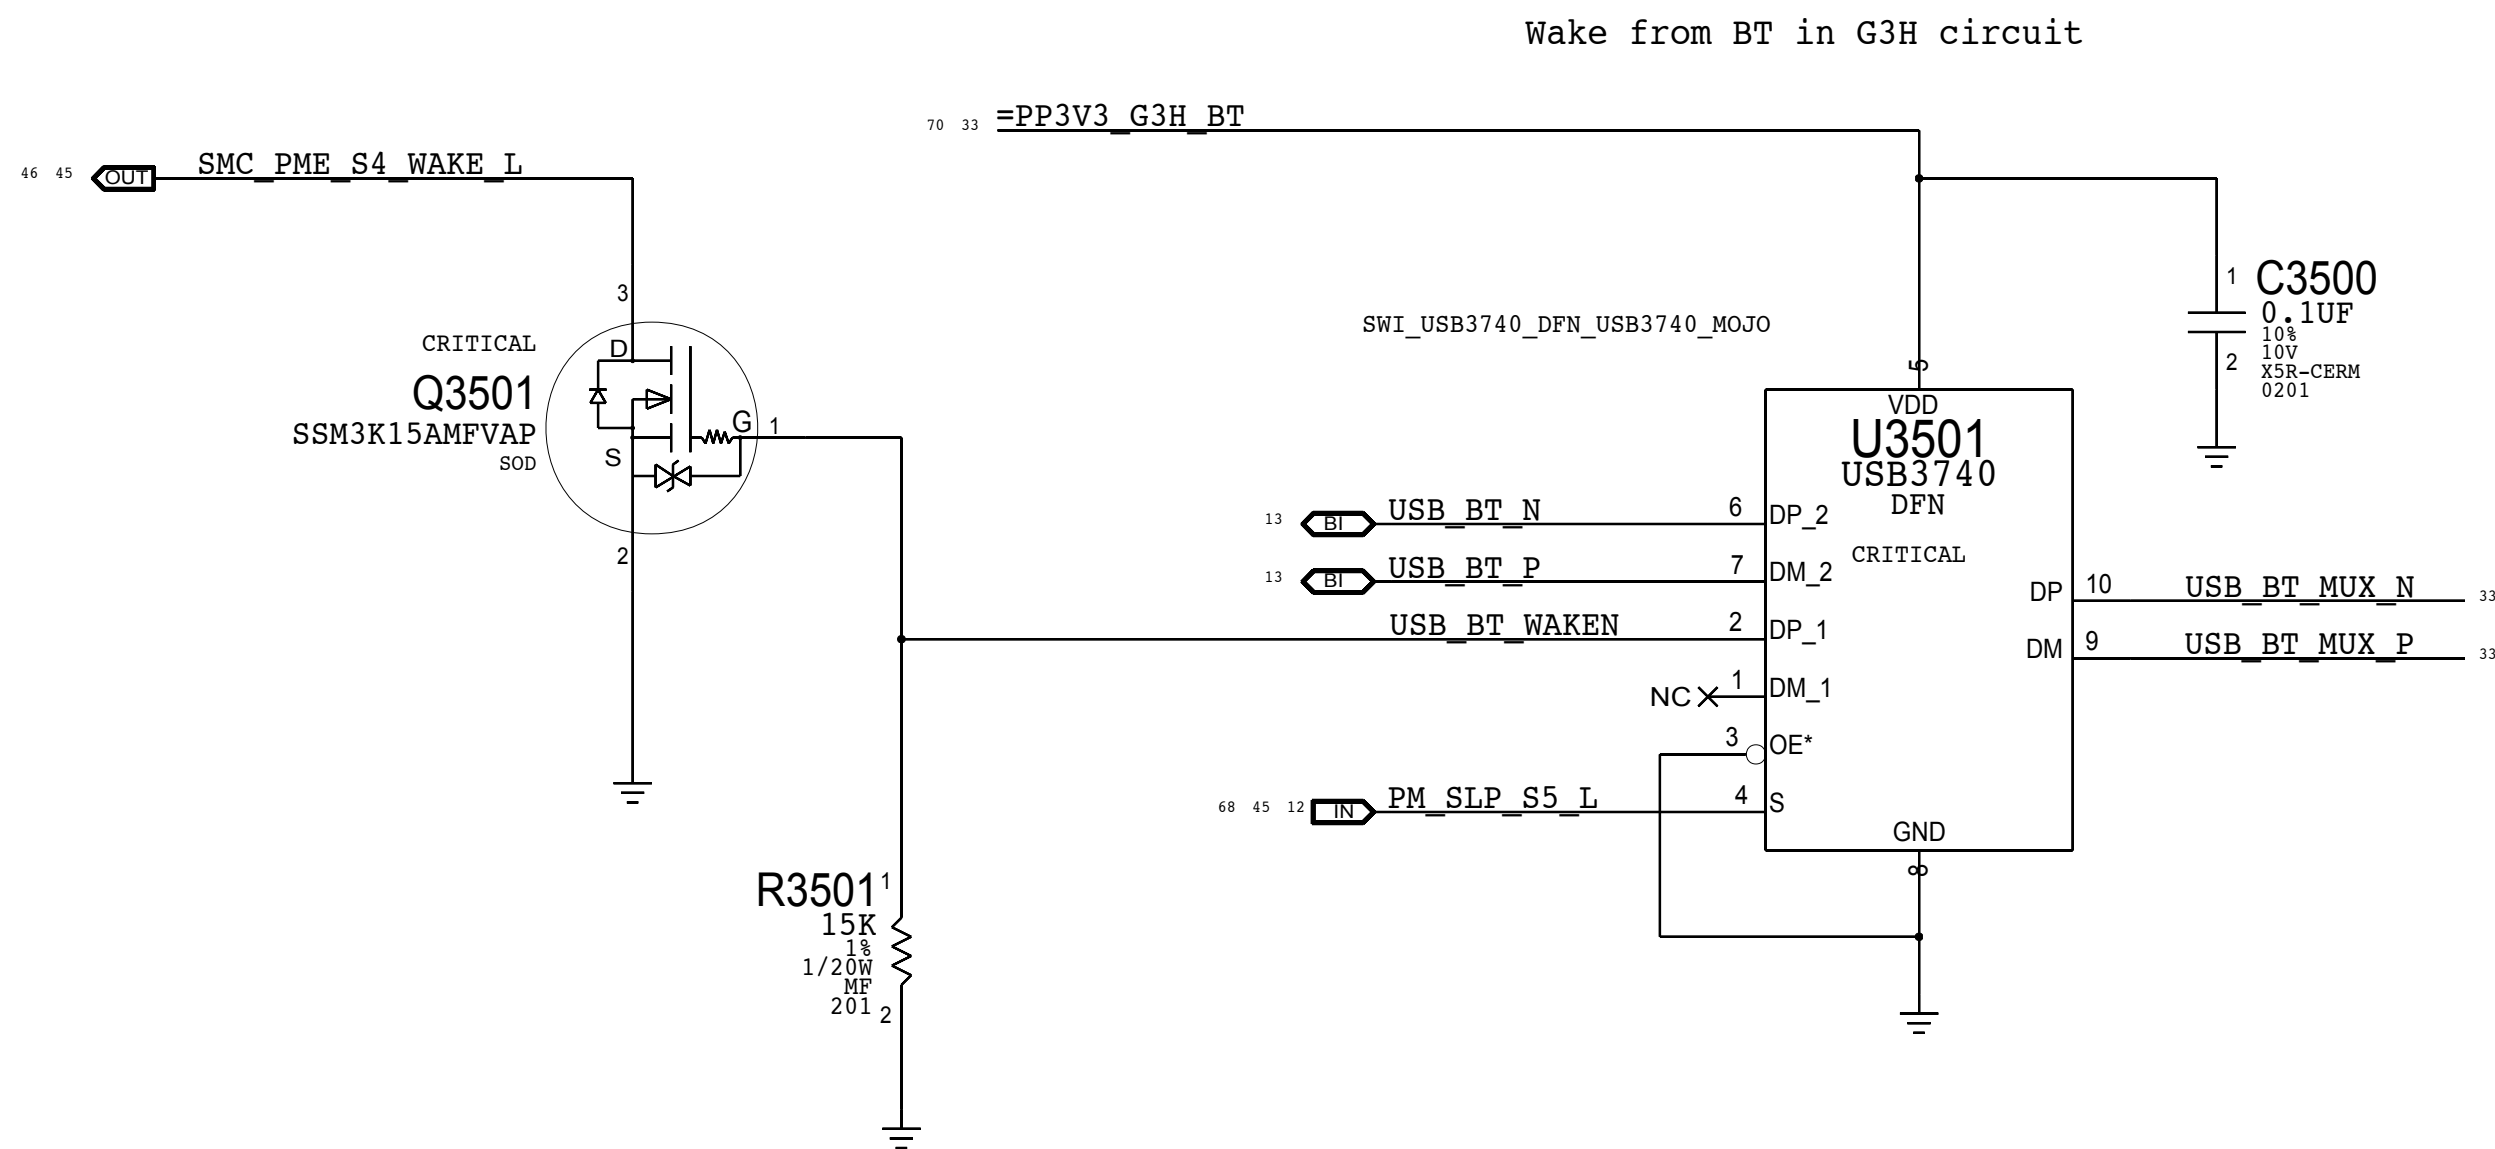 Wake from BT in G3H circuit
70 33 =PP3V3_G3H_BT
46 45 OUT SMC_PME_S4_WAKE_L
3
CRITICAL
D
Q3501
SSM3K15AMFVAP
SOD
G 1
S
2
1 C3500
0.1UF
10%
10V
X5R-CERM
0201
2
SWI_USB3740_DFN_USB3740_MOJO
5
VDD
U3501
USB3740
DFN
CRITICAL
13 BI USB_BT_N 6 DP_2
13 BI USB_BT_P 7 DM_2
USB_BT_WAKEN 2 DP_1
NC 1 DM_1
3 OE*
68 45 12 IN PM_SLP_S5_L 4 S
DP 10 USB_BT_MUX_N 33
DM 9 USB_BT_MUX_P 33
GND
8
R3501 1
15K
1%
1/20W
MF
201
2